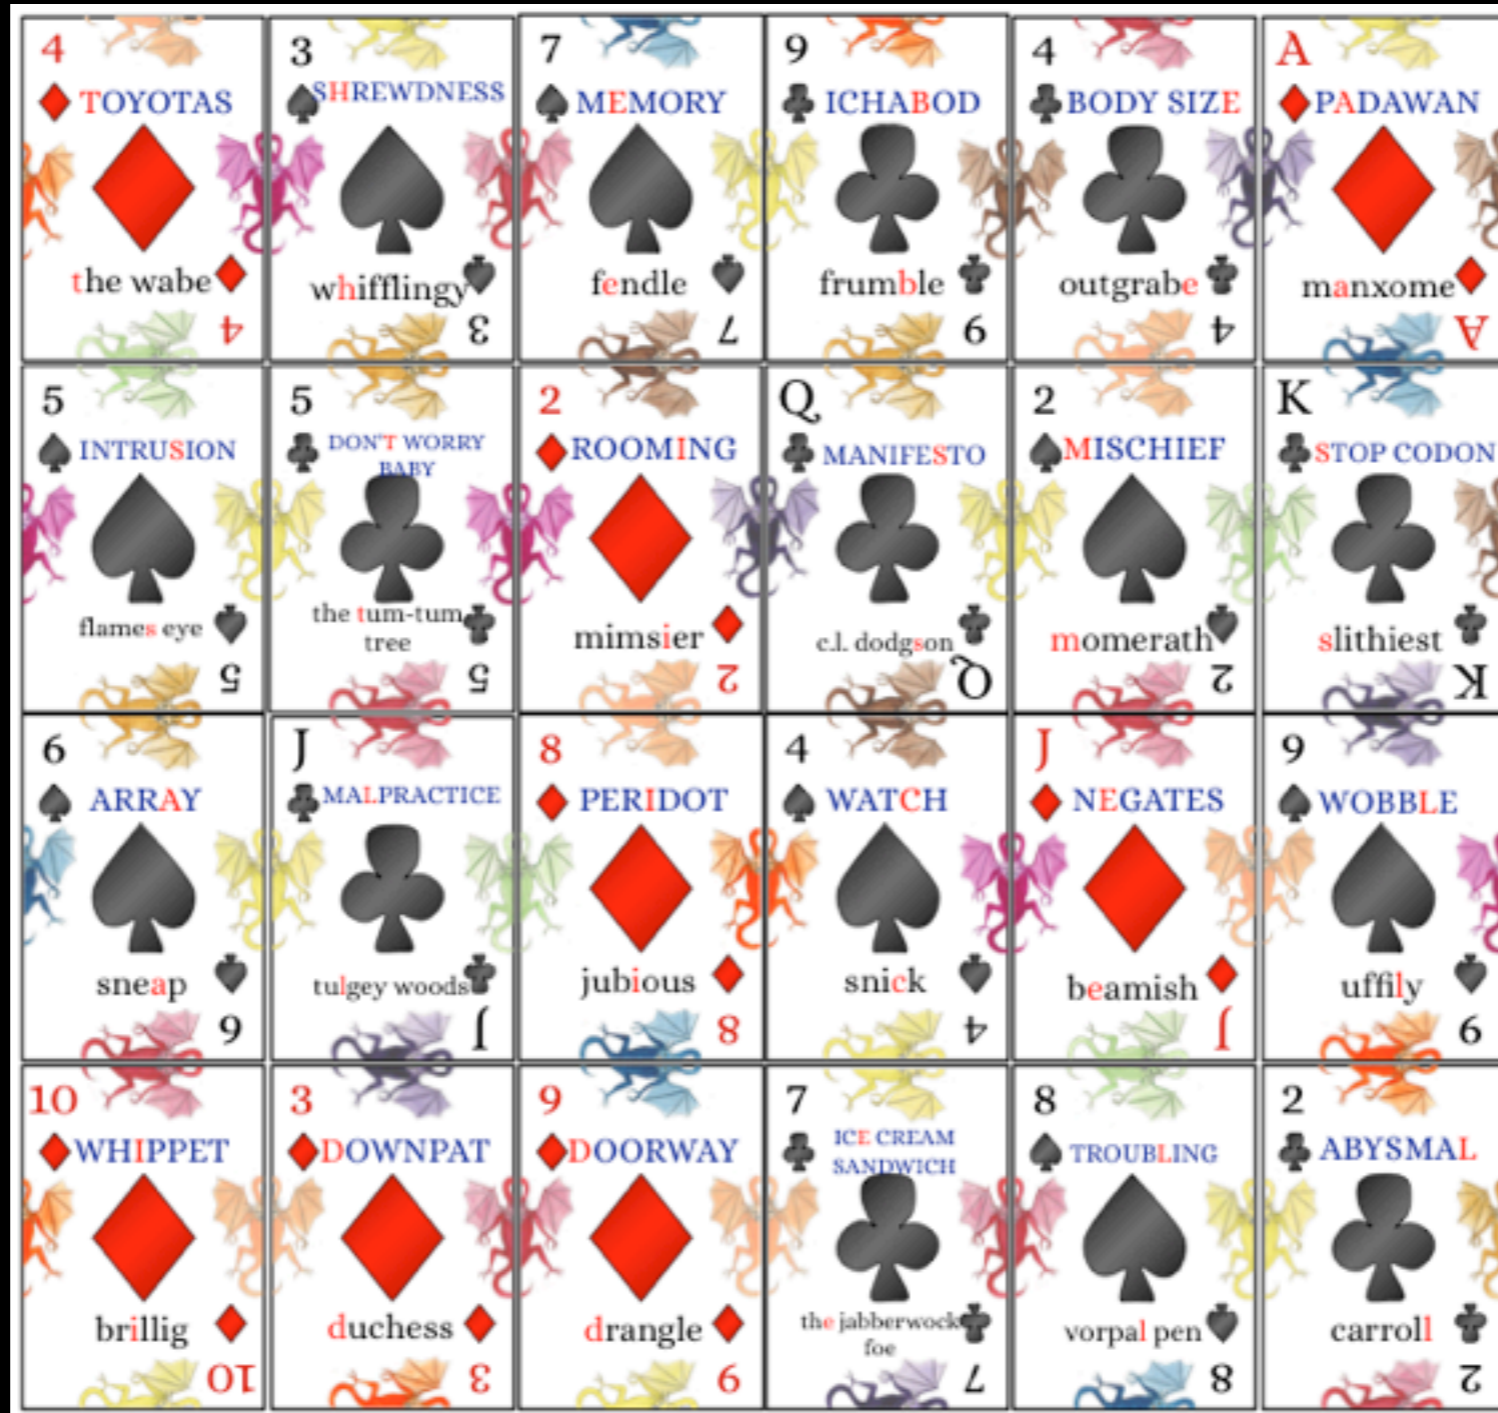 4 3 7 9 4 A
TOYOTAS SHREWDNESS MEMORY ICHABOD BODY SIZE PADAWAN
the wabe whifflingy fendle frumble outgrabe manxome
4 3 7 9 4 A
5 5 2 Q 2 K
INTRUSION DON'T WORRY ROOMING MANIFESTO MISCHIEF STOP CODON
BABY
flames eye the tum-tum mimsier c.l. dodgson momerath slithiest
tree
5 5 2 Q 2 K
6 J 8 4 J 9
ARRAY MALPRACTICE PERIDOT WATCH NEGATES WOBBLE
sneap tulgey woods jubious snick beamish uffily
6 J 8 4 J 9
10 3 9 7 8 2
WHIPPET DOWNPAT DOORWAY ICE CREAM TROUBLING ABYSMAL
SANDWICH
brillig duchess drangle the jabberwock vorpal pen carroll
foe
10 3 9 7 8 2